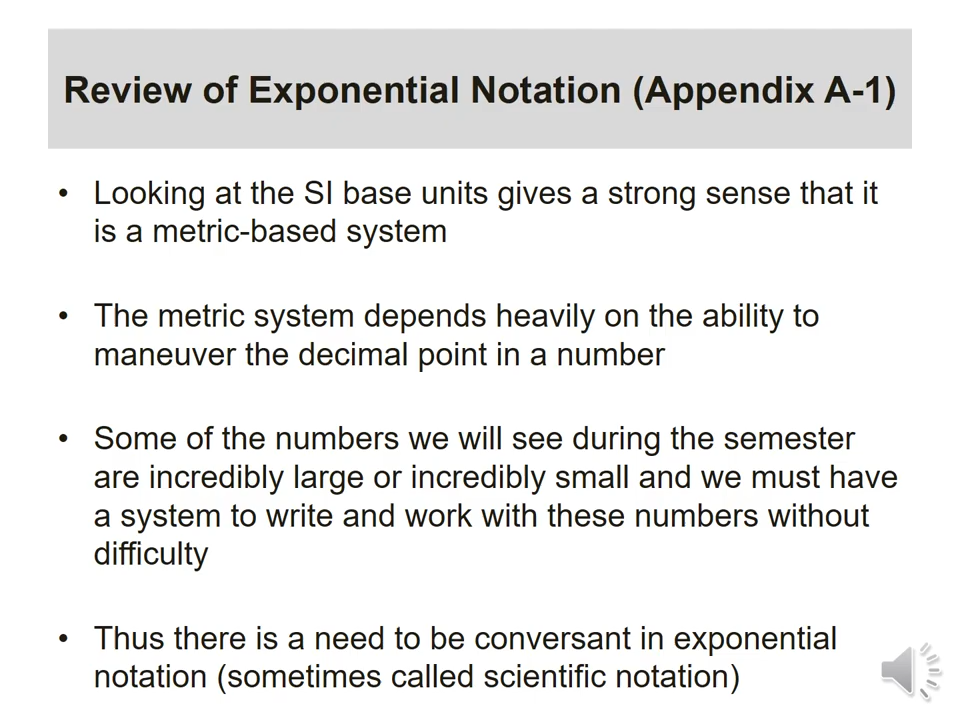 Review of Exponential Notation (Appendix A-1)
• Looking at the SI base units gives a strong sense that it
is a metric-based system
• The metric system depends heavily on the ability to
maneuver the decimal point in a number
• Some of the numbers we will see during the semester
are incredibly large or incredibly small and we must have
a system to write and work with these numbers without
difficulty
• Thus there is a need to be conversant in exponential
notation (sometimes called scientific notation)